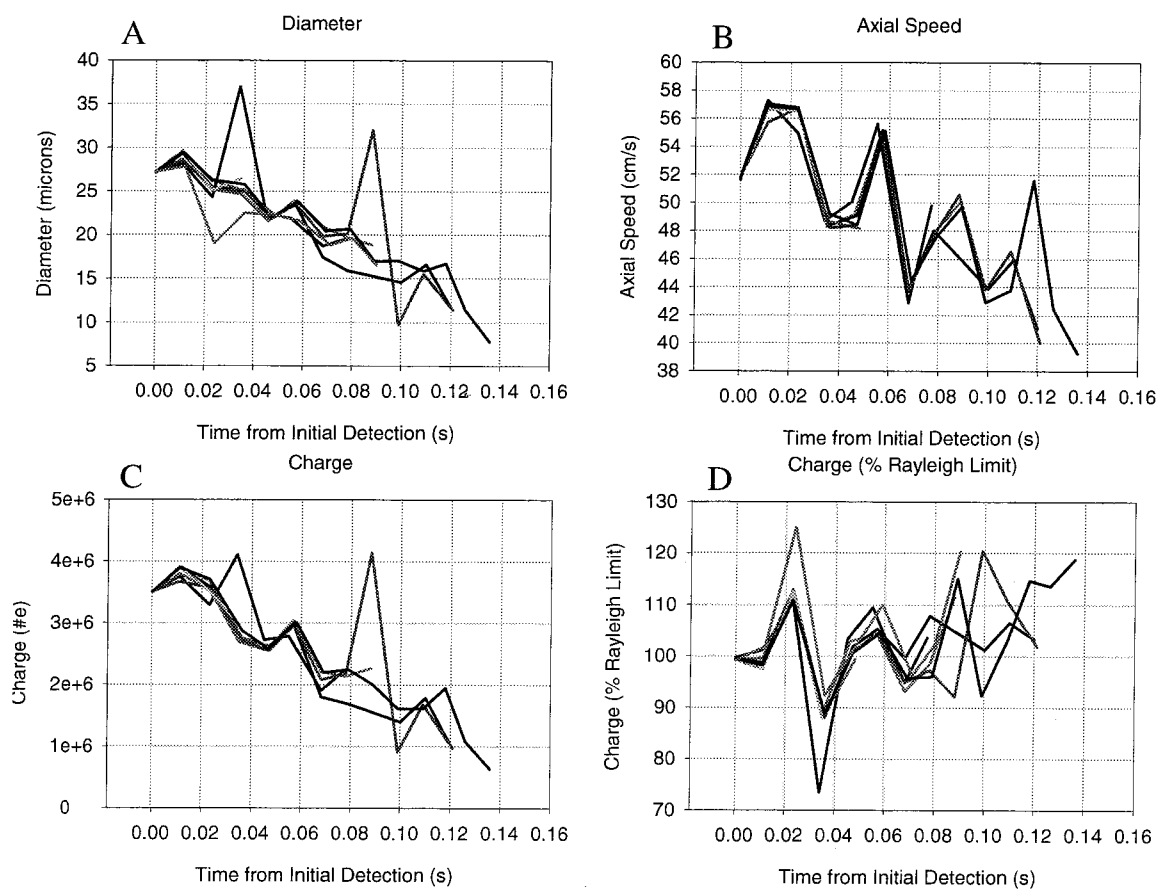 A
Diameter
40
35
30
25
20
15
10
5
Diameter (microns)
0.00 0.02 0.04 0.06 0.08 0.10 0.12 0.14 0.16
Time from Initial Detection (s)
B
Axial Speed
60
58
56
54
52
50
48
46
44
42
40
38
Axial Speed (cm/s)
0.00 0.02 0.04 0.06 0.08 0.10 0.12 0.14 0.16
Time from Initial Detection (s)
C
Charge
5e+6
4e+6
3e+6
2e+6
1e+6
0
Charge (#e)
0.00 0.02 0.04 0.06 0.08 0.10 0.12 0.14 0.16
Time from Initial Detection (s)
D
Charge (% Rayleigh Limit)
130
120
110
100
90
80
70
Charge (% Rayleigh Limit)
0.00 0.02 0.04 0.06 0.08 0.10 0.12 0.14 0.16
Time from Initial Detection (s)